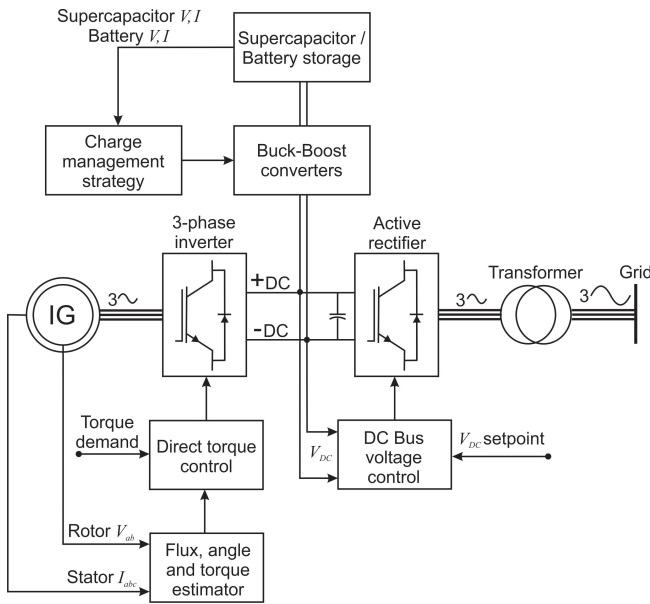 Supercapacitor V, I
Battery V, I
Supercapacitor /
Battery storage
Charge
management
strategy
Buck-Boost
converters
3-phase
inverter
Active
rectifier
Transformer
Grid
IG
3
+DC
-DC
3
3
Torque
demand
Direct torque
control
V_DC
DC Bus
voltage
control
V_DC setpoint
Rotor V_ab
Stator I_abc
Flux, angle
and torque
estimator